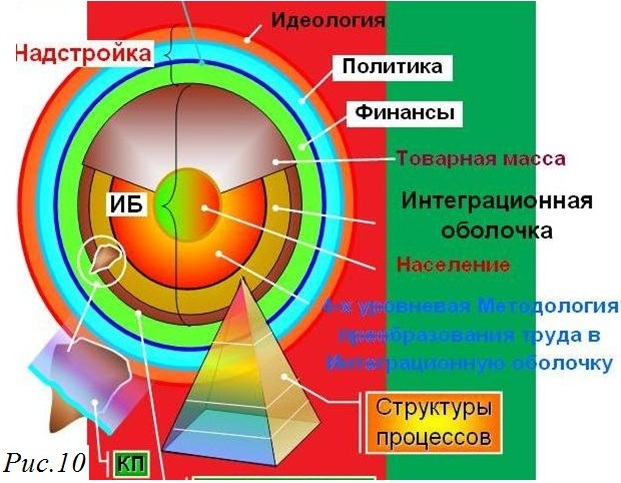 Идеология
Надстройка
Политика
Финансы
Товарная масса
ИБ
Интеграционная
оболочка
Население
4-х уровневая Методология
преобразования труда в
Интеграционную оболочку
Структуры
процессов
Рис.10
КП